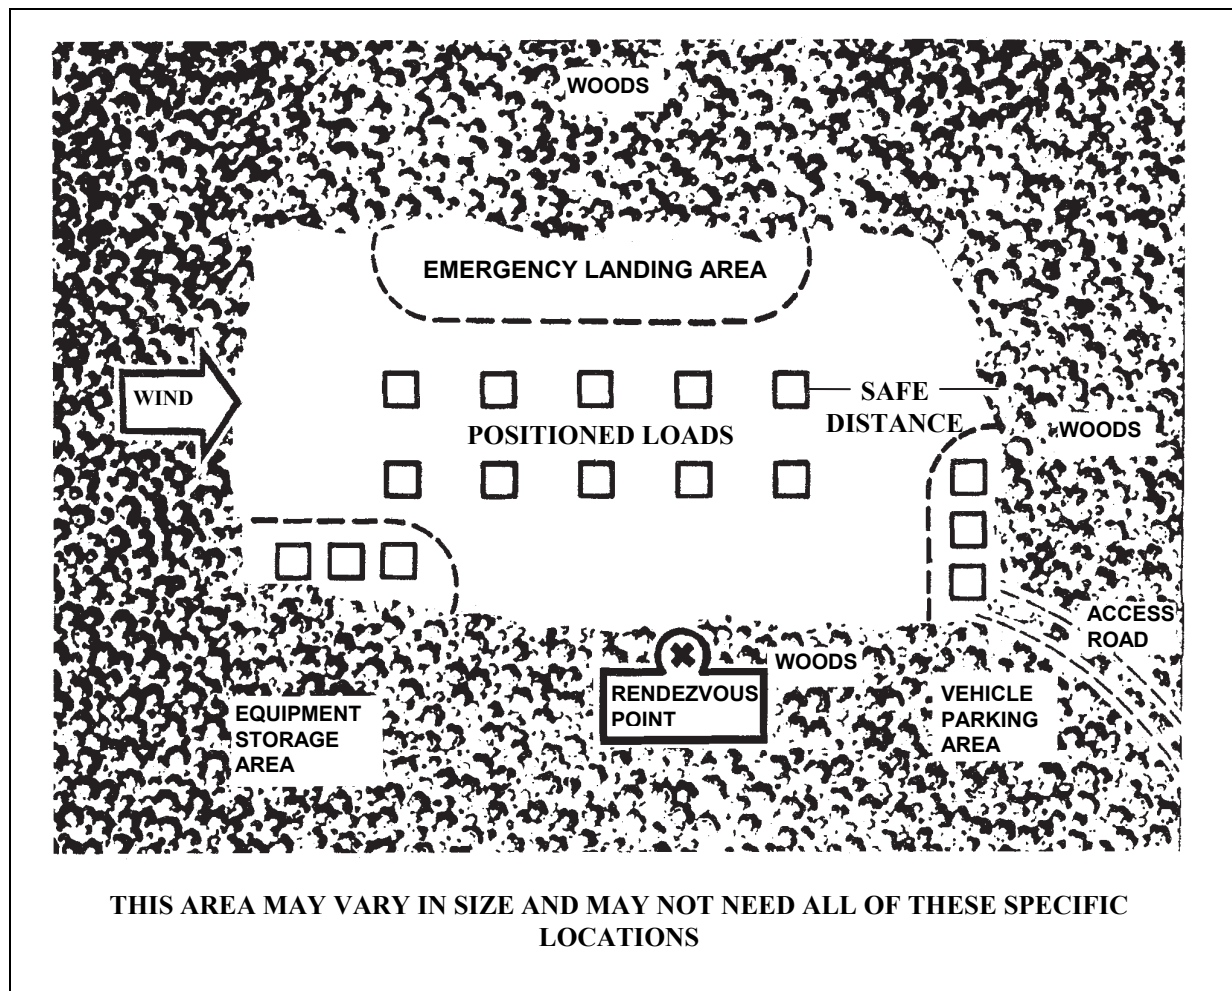 WOODS
EMERGENCY LANDING AREA
WIND
SAFE
DISTANCE
POSITIONED LOADS
WOODS
ACCESS
ROAD
WOODS
RENDEZVOUS
POINT
VEHICLE
PARKING
AREA
EQUIPMENT
STORAGE
AREA
THIS AREA MAY VARY IN SIZE AND MAY NOT NEED ALL OF THESE SPECIFIC
LOCATIONS